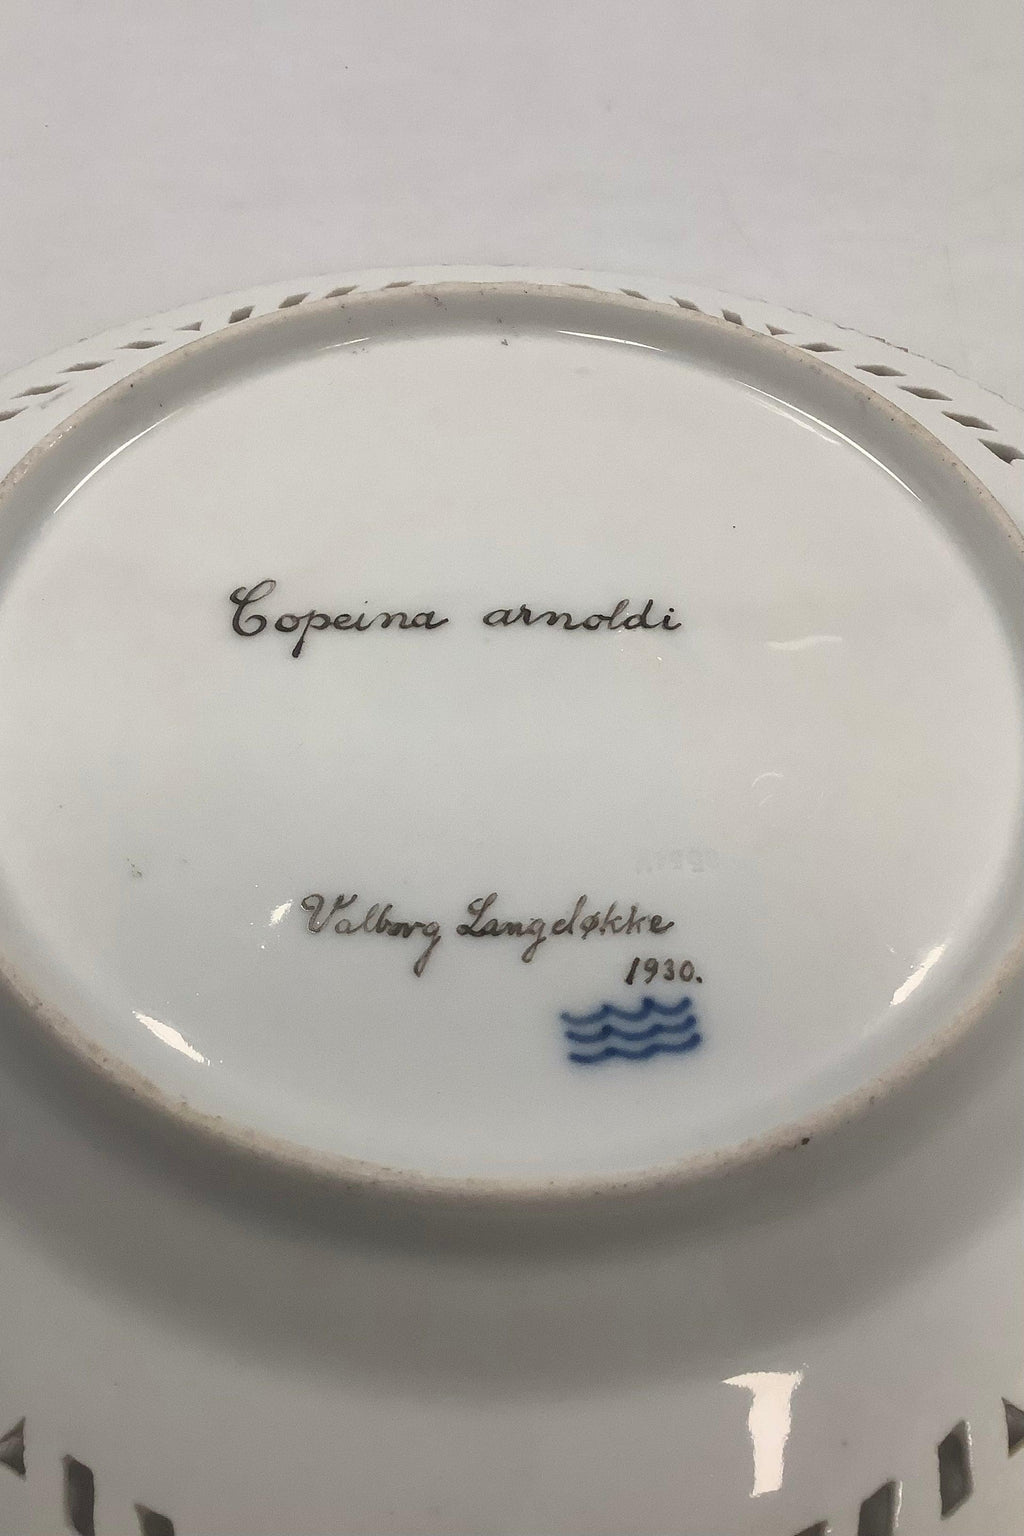 Copeina arnoldi
Valborg Langeløkke
1930.